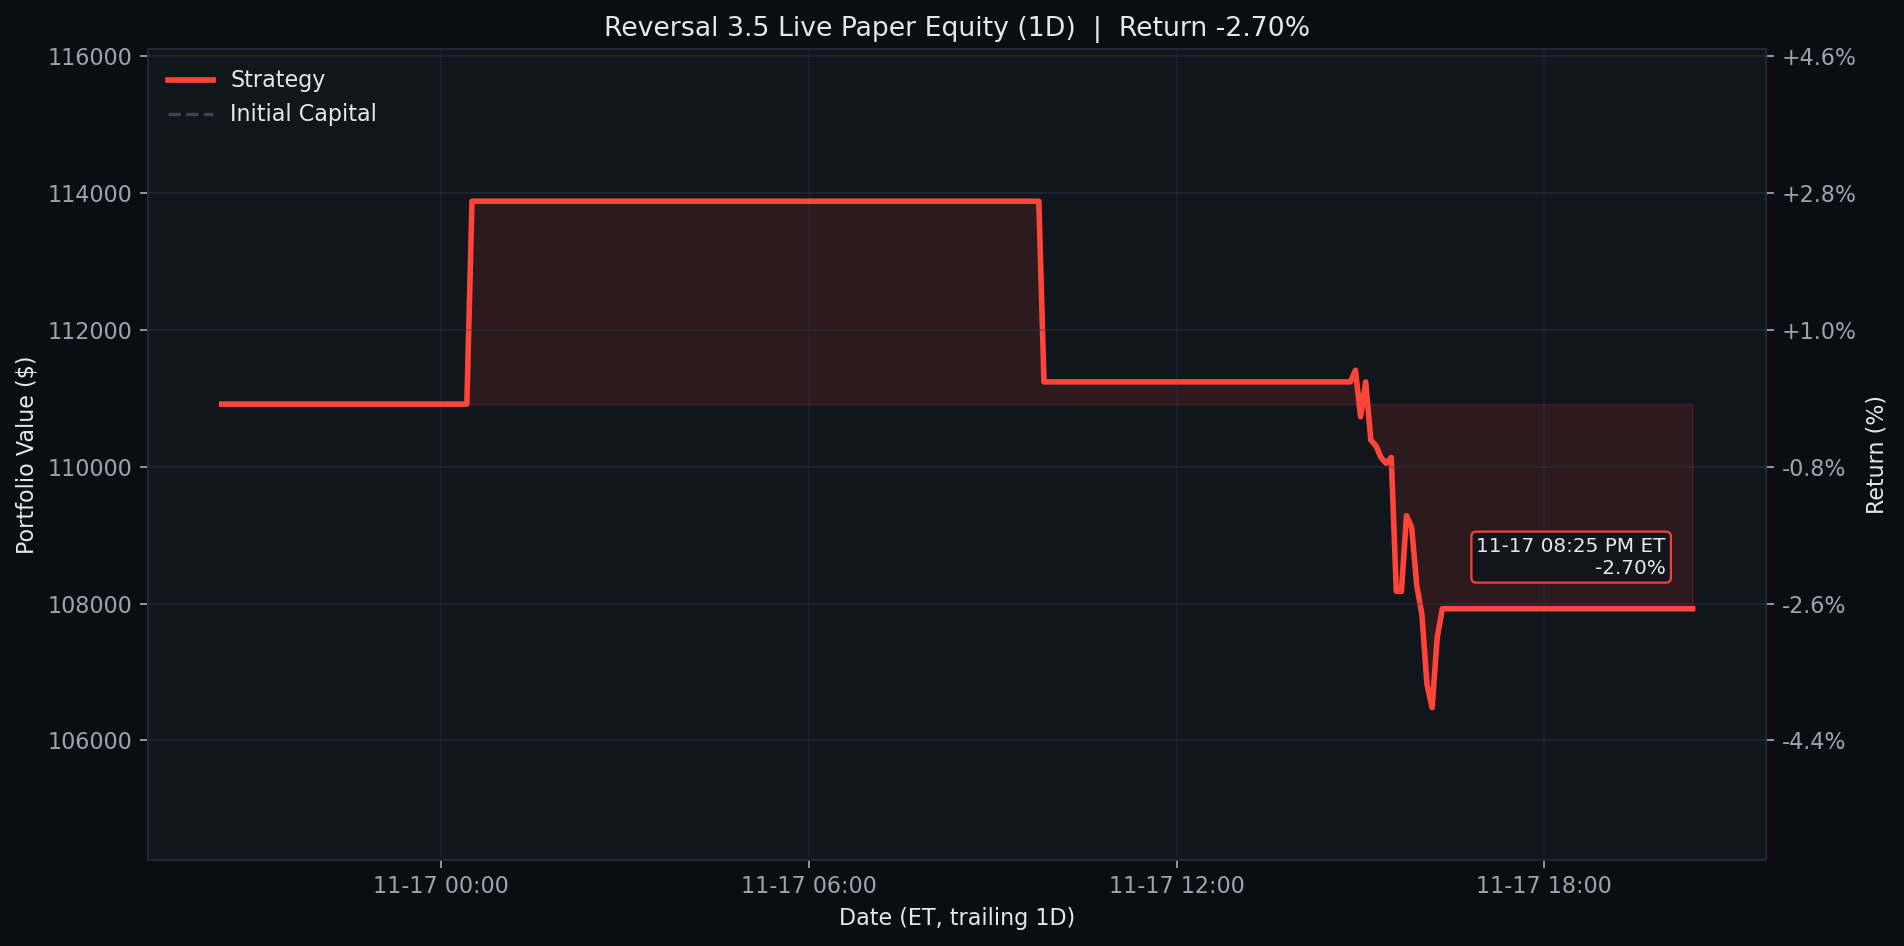 Reversal 3.5 Live Paper Equity (1D) | Return -2.70%
Strategy
Initial Capital
Portfolio Value ($)
116000
114000
112000
110000
108000
106000
+4.6%
+2.8%
+1.0%
-0.8%
-2.6%
-4.4%
Return (%)
11-17 08:25 PM ET
-2.70%
11-17 00:00
11-17 06:00
11-17 12:00
11-17 18:00
Date (ET, trailing 1D)